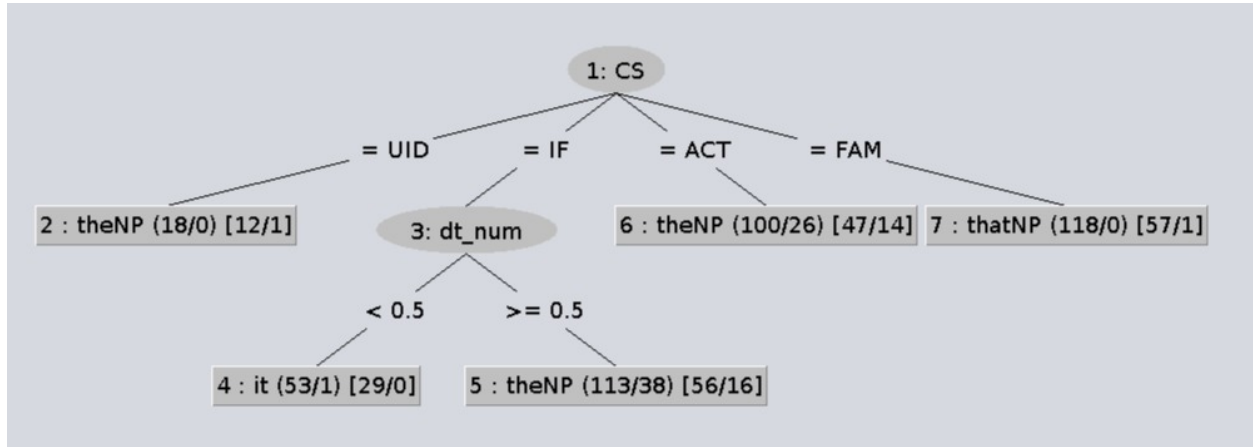 1: CS
= UID
= IF
= ACT
= FAM
2 : theNP (18/0) [12/1]
3: dt_num
6 : theNP (100/26) [47/14]
7 : thatNP (118/0) [57/1]
< 0.5
>= 0.5
4 : it (53/1) [29/0]
5 : theNP (113/38) [56/16]